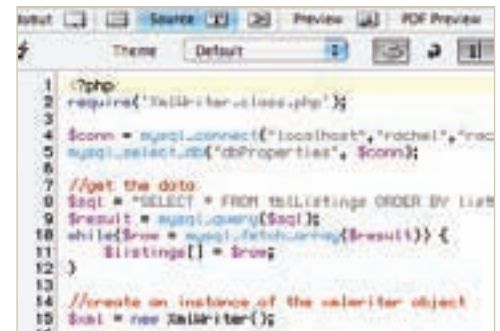 Source
Preview
PDF Preview
Theme Default
1 <?php
2 require('XmlWriter.class.php');
3
4 $conn = mysql_connect("localhost","rachel",
5 mysql_select_db("dbProperties", $conn);
6
7 //get the data
8 $sql = "SELECT * FROM tblListings ORDER BY
9 $result = mysql_query($sql);
10 while($row = mysql_fetch_array($result)) {
11 $listings[] = $row;
12 }
13
14 //create an instance of the xmlwriter object
15 $xml = new XmlWriter();